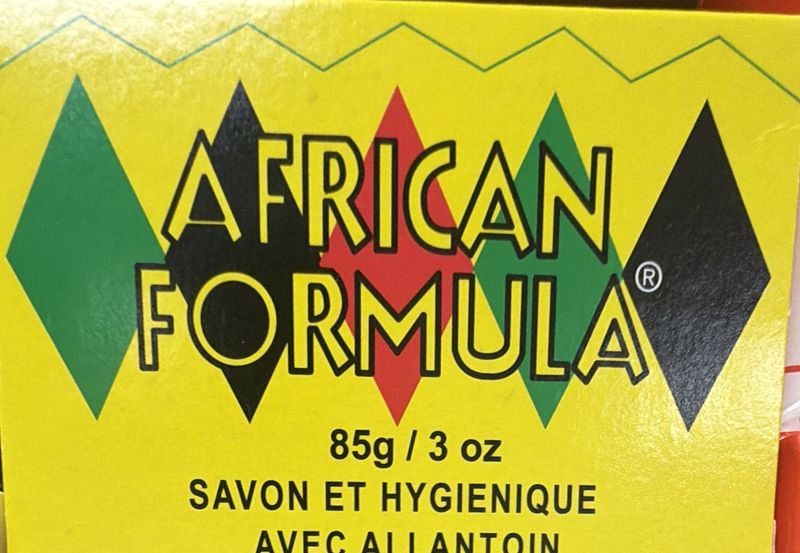 AFRICAN
FORMULA®
85g / 3 oz
SAVON ET HYGIENIQUE
AVEC ALLANTOIN